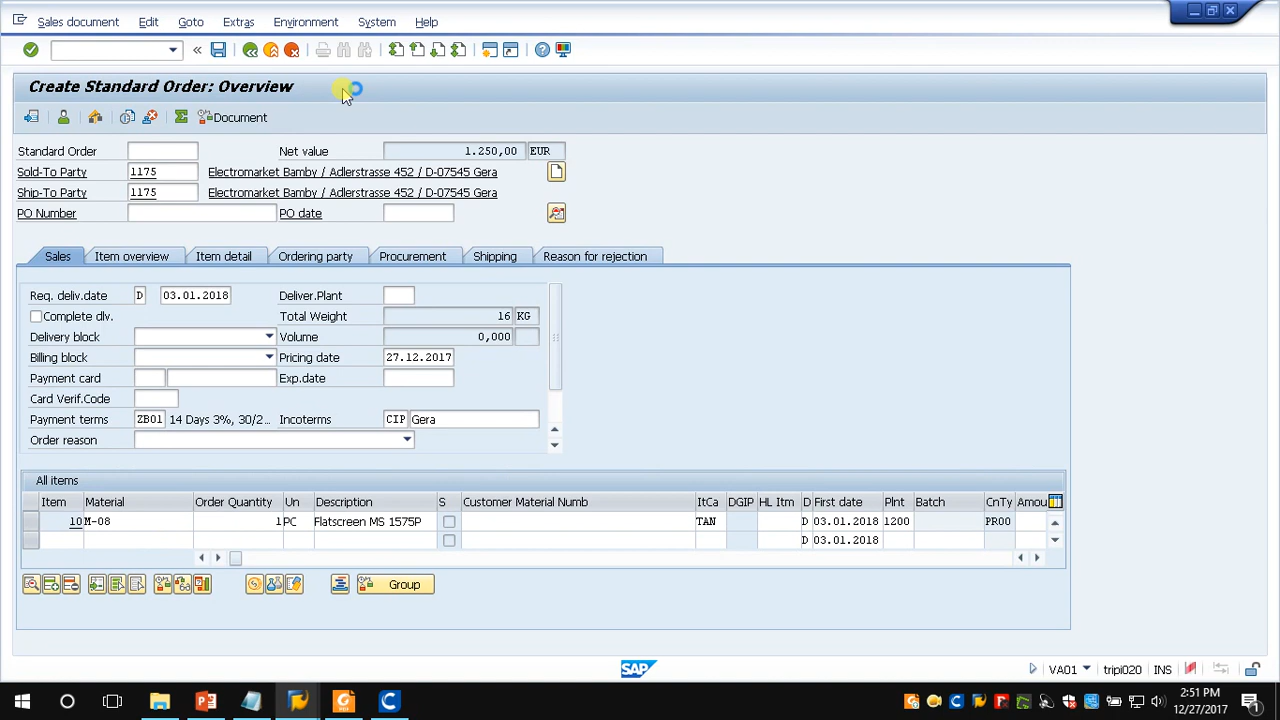 Sales document Edit Goto Extras Environment System Help
Create Standard Order: Overview
Document
Standard Order Net value 1.250,00 EUR
Sold-To Party 1175 Electromarket Bamby / Adlerstrasse 452 / D-07545 Gera
Ship-To Party 1175 Electromarket Bamby / Adlerstrasse 452 / D-07545 Gera
PO Number PO date
Sales Item overview Item detail Ordering party Procurement Shipping Reason for rejection
Req. deliv.date D 03.01.2018 Deliver.Plant
Complete dlv. Total Weight 16 KG
Delivery block Volume 0,000
Billing block Pricing date 27.12.2017
Payment card Exp.date
Card Verif.Code
Payment terms ZB01 14 Days 3%, 30/2... Incoterms CIP Gera
Order reason
All items
Item Material Order Quantity Un Description S Customer Material Numb ItCa DGIP HL Itm D First date Plnt Batch CnTy Amou
10 M-08 1 PC Flatscreen MS 1575P TAN D 03.01.2018 1200 PR00
D 03.01.2018
Group
SAP VA01 tripi020 INS
2:51 PM
12/27/2017